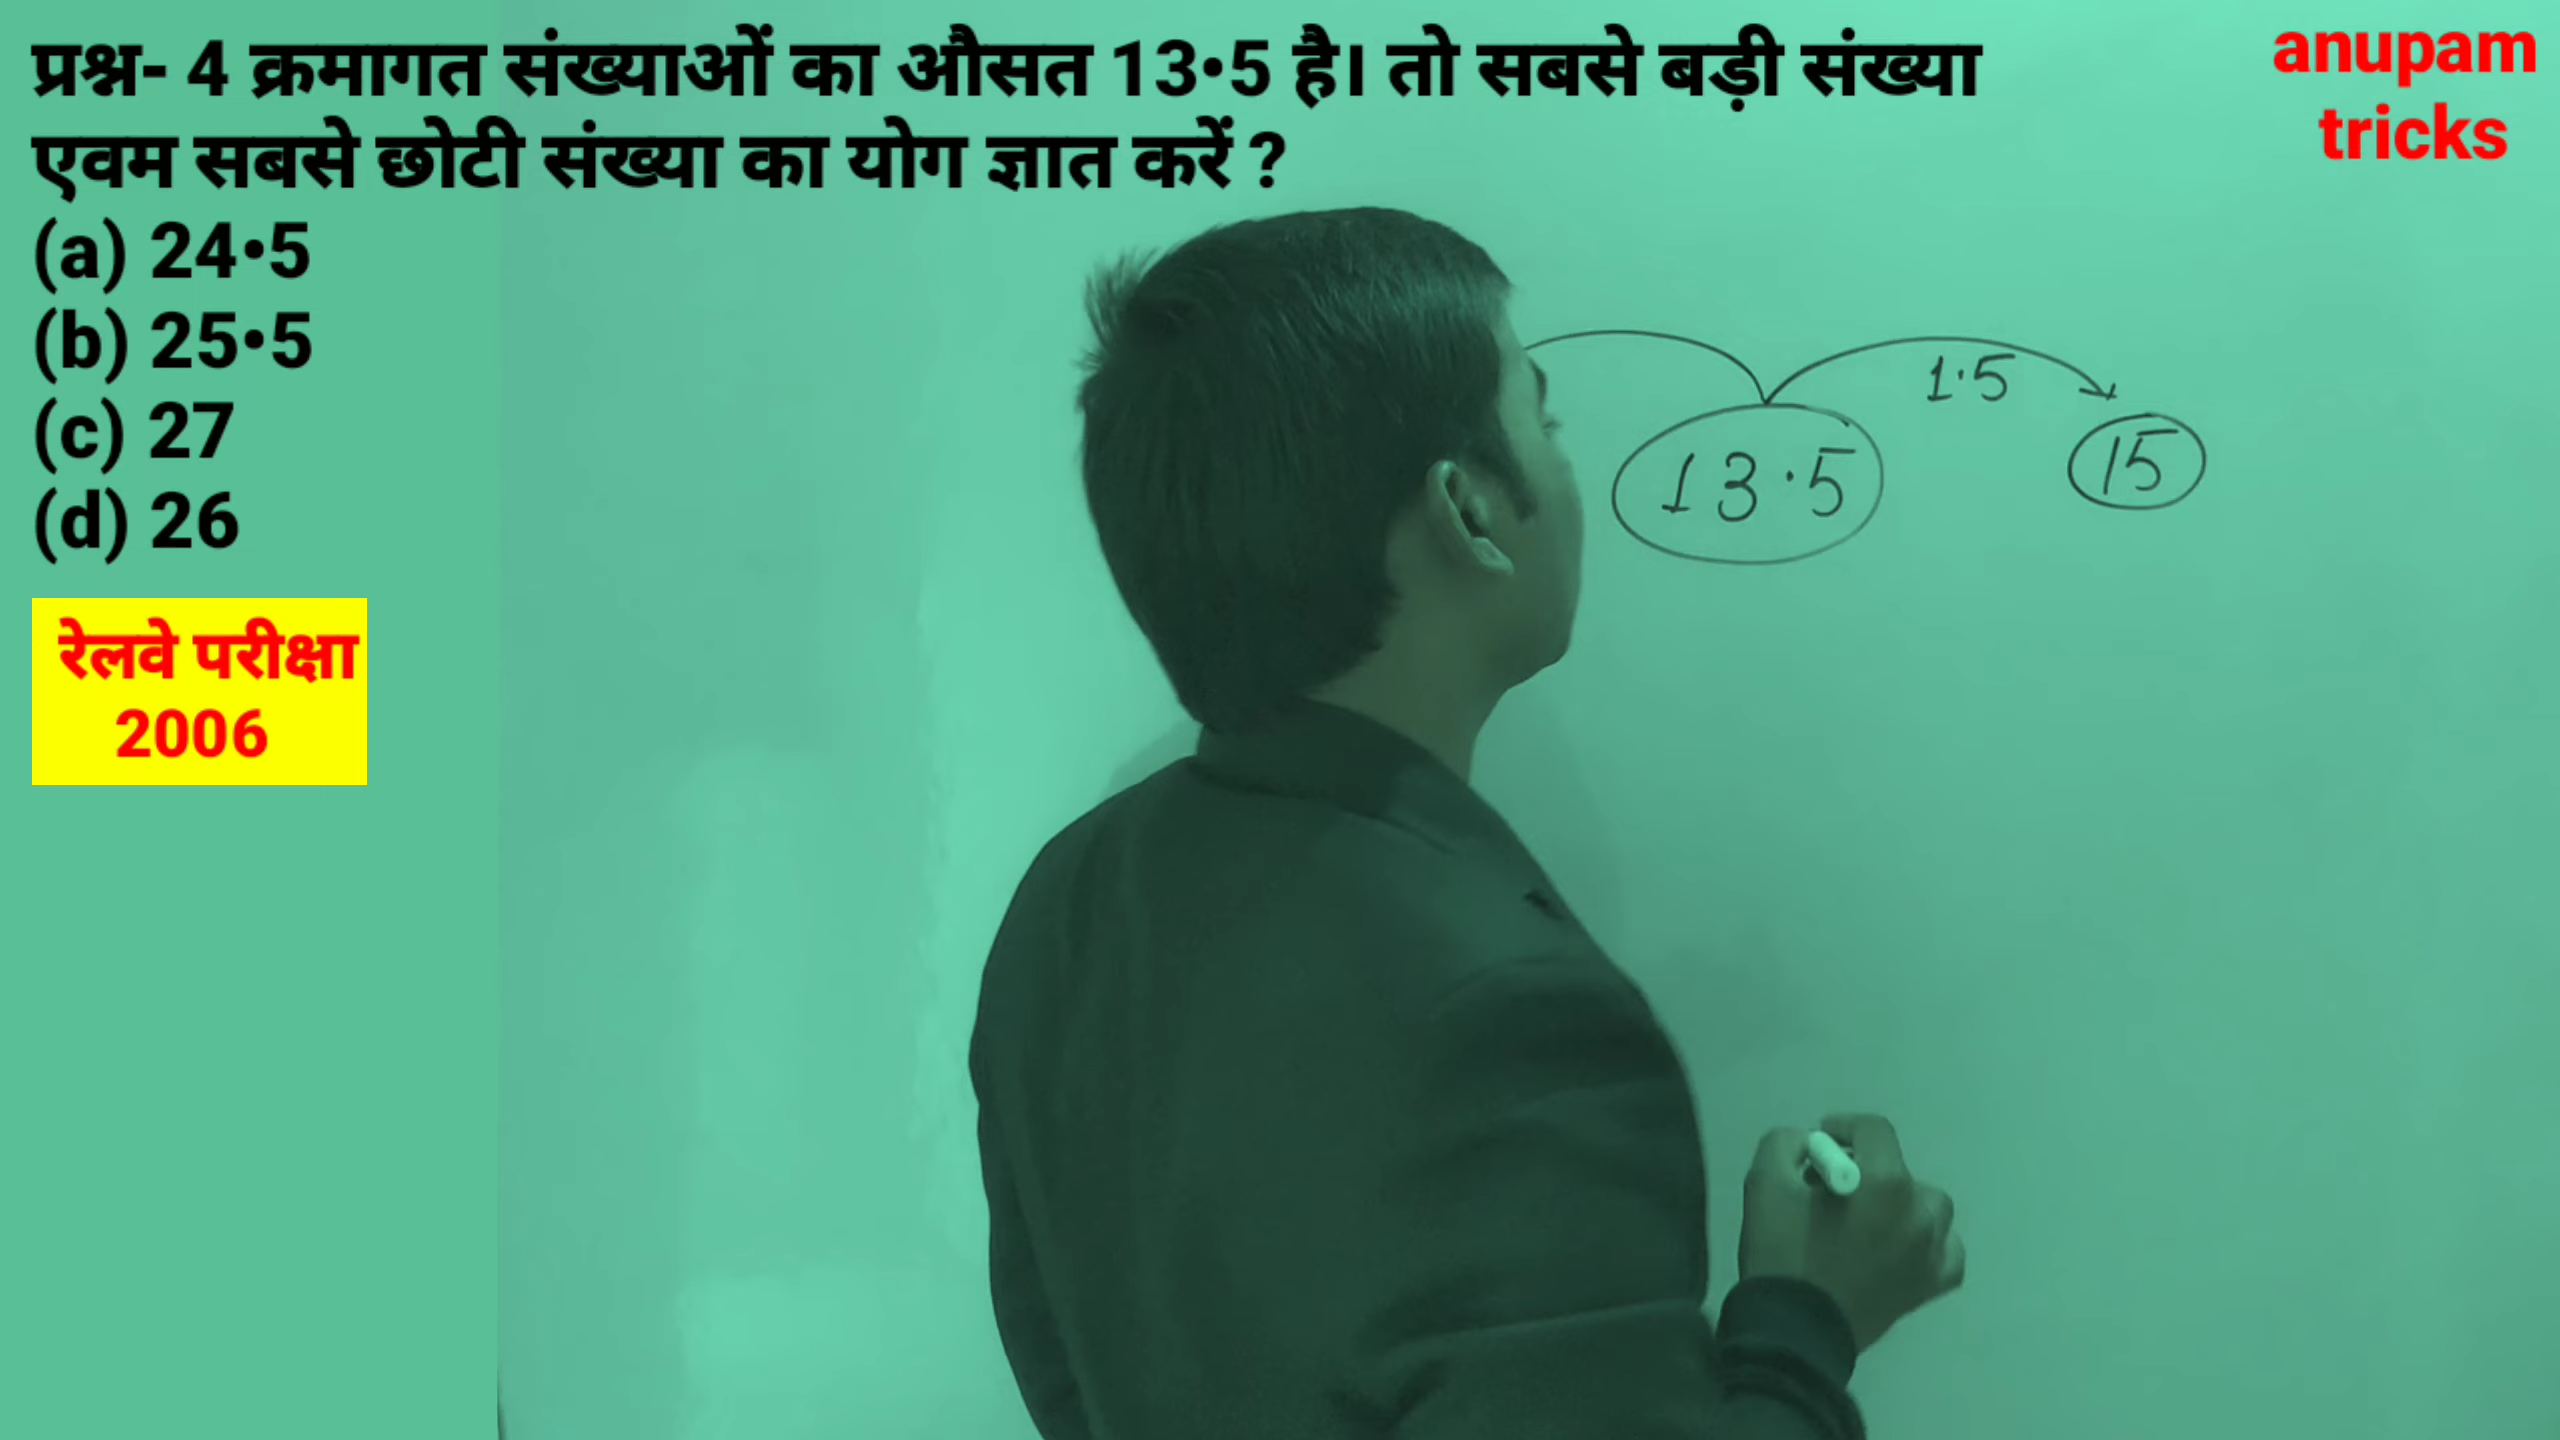 प्रश्न- 4 क्रमागत संख्याओं का औसत 13•5 है। तो सबसे बड़ी संख्या
एवम सबसे छोटी संख्या का योग ज्ञात करें ?
(a) 24•5
(b) 25•5
(c) 27
(d) 26
रेलवे परीक्षा
2006
anupam
tricks
1.5
13.5
15